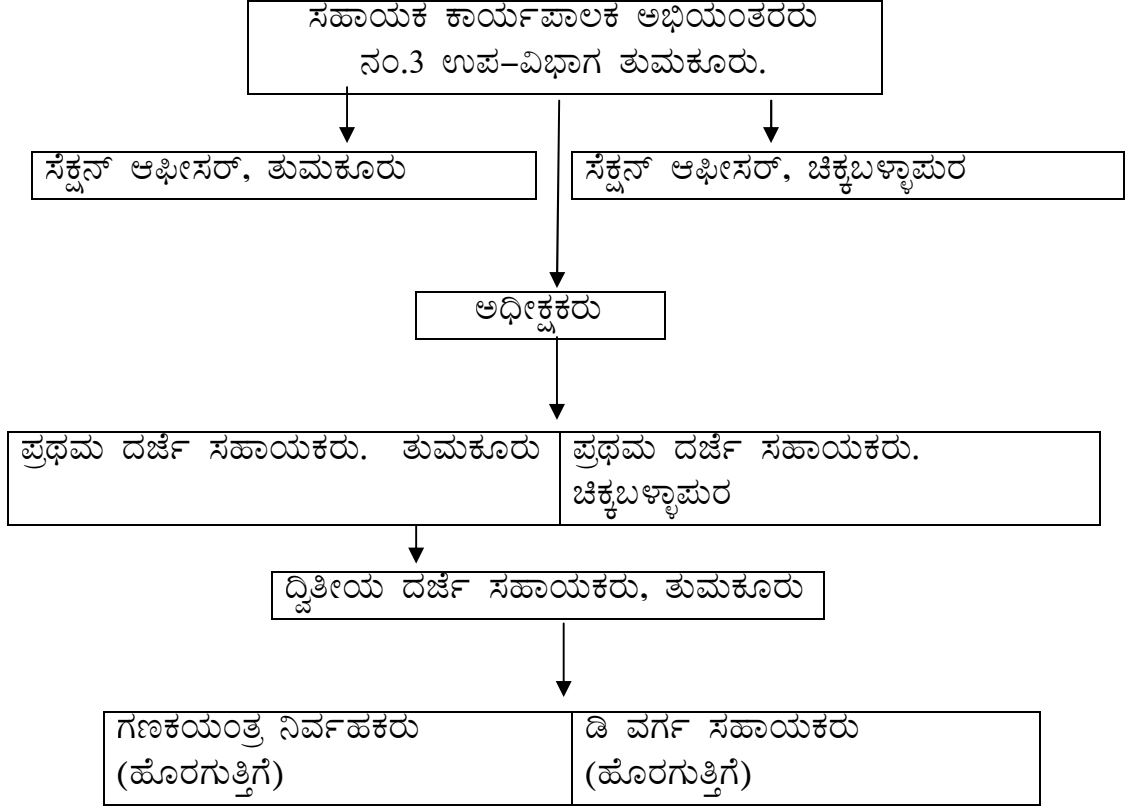 ಸಹಾಯಕ ಕಾರ್ಯಪಾಲಕ ಅಭಿಯಂತರರು
ನಂ.3 ಉಪ–ವಿಭಾಗ ತುಮಕೂರು.
ಸೆಕ್ಷನ್ ಆಫೀಸರ್, ತುಮಕೂರು
ಸೆಕ್ಷನ್ ಆಫೀಸರ್, ಚಿಕ್ಕಬಳ್ಳಾಪುರ
ಅಧೀಕ್ಷಕರು
ಪ್ರಥಮ ದರ್ಜೆ ಸಹಾಯಕರು. ತುಮಕೂರು
ಪ್ರಥಮ ದರ್ಜೆ ಸಹಾಯಕರು.
ಚಿಕ್ಕಬಳ್ಳಾಪುರ
ದ್ವಿತೀಯ ದರ್ಜೆ ಸಹಾಯಕರು, ತುಮಕೂರು
ಗಣಕಯಂತ್ರ ನಿರ್ವಹಕರು
(ಹೊರಗುತ್ತಿಗೆ)
ಡಿ ವರ್ಗ ಸಹಾಯಕರು
(ಹೊರಗುತ್ತಿಗೆ)